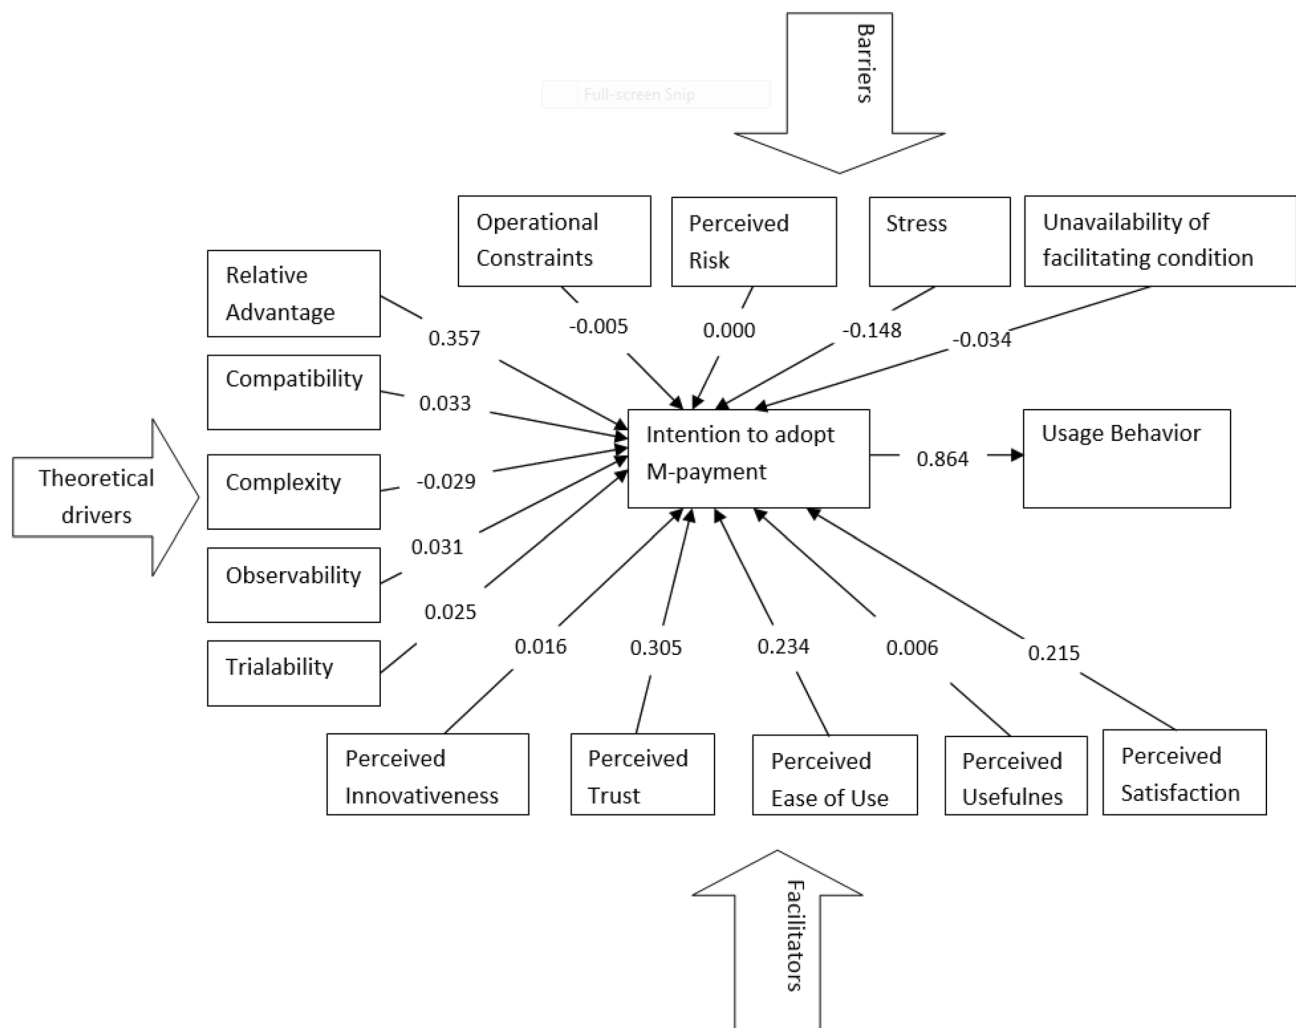 Barriers
Full-screen Snip
Operational
Constraints
Perceived
Risk
Stress
Unavailability of
facilitating condition
Relative
Advantage
-0.005
0.000
-0.148
-0.034
0.357
Compatibility
0.033
Intention to adopt
M-payment
0.864
Usage Behavior
Theoretical
drivers
Complexity
-0.029
Observability
0.031
0.025
Trialability
0.016
0.305
0.234
0.006
0.215
Perceived
Innovativeness
Perceived
Trust
Perceived
Ease of Use
Perceived
Usefulnes
Perceived
Satisfaction
Facilitators